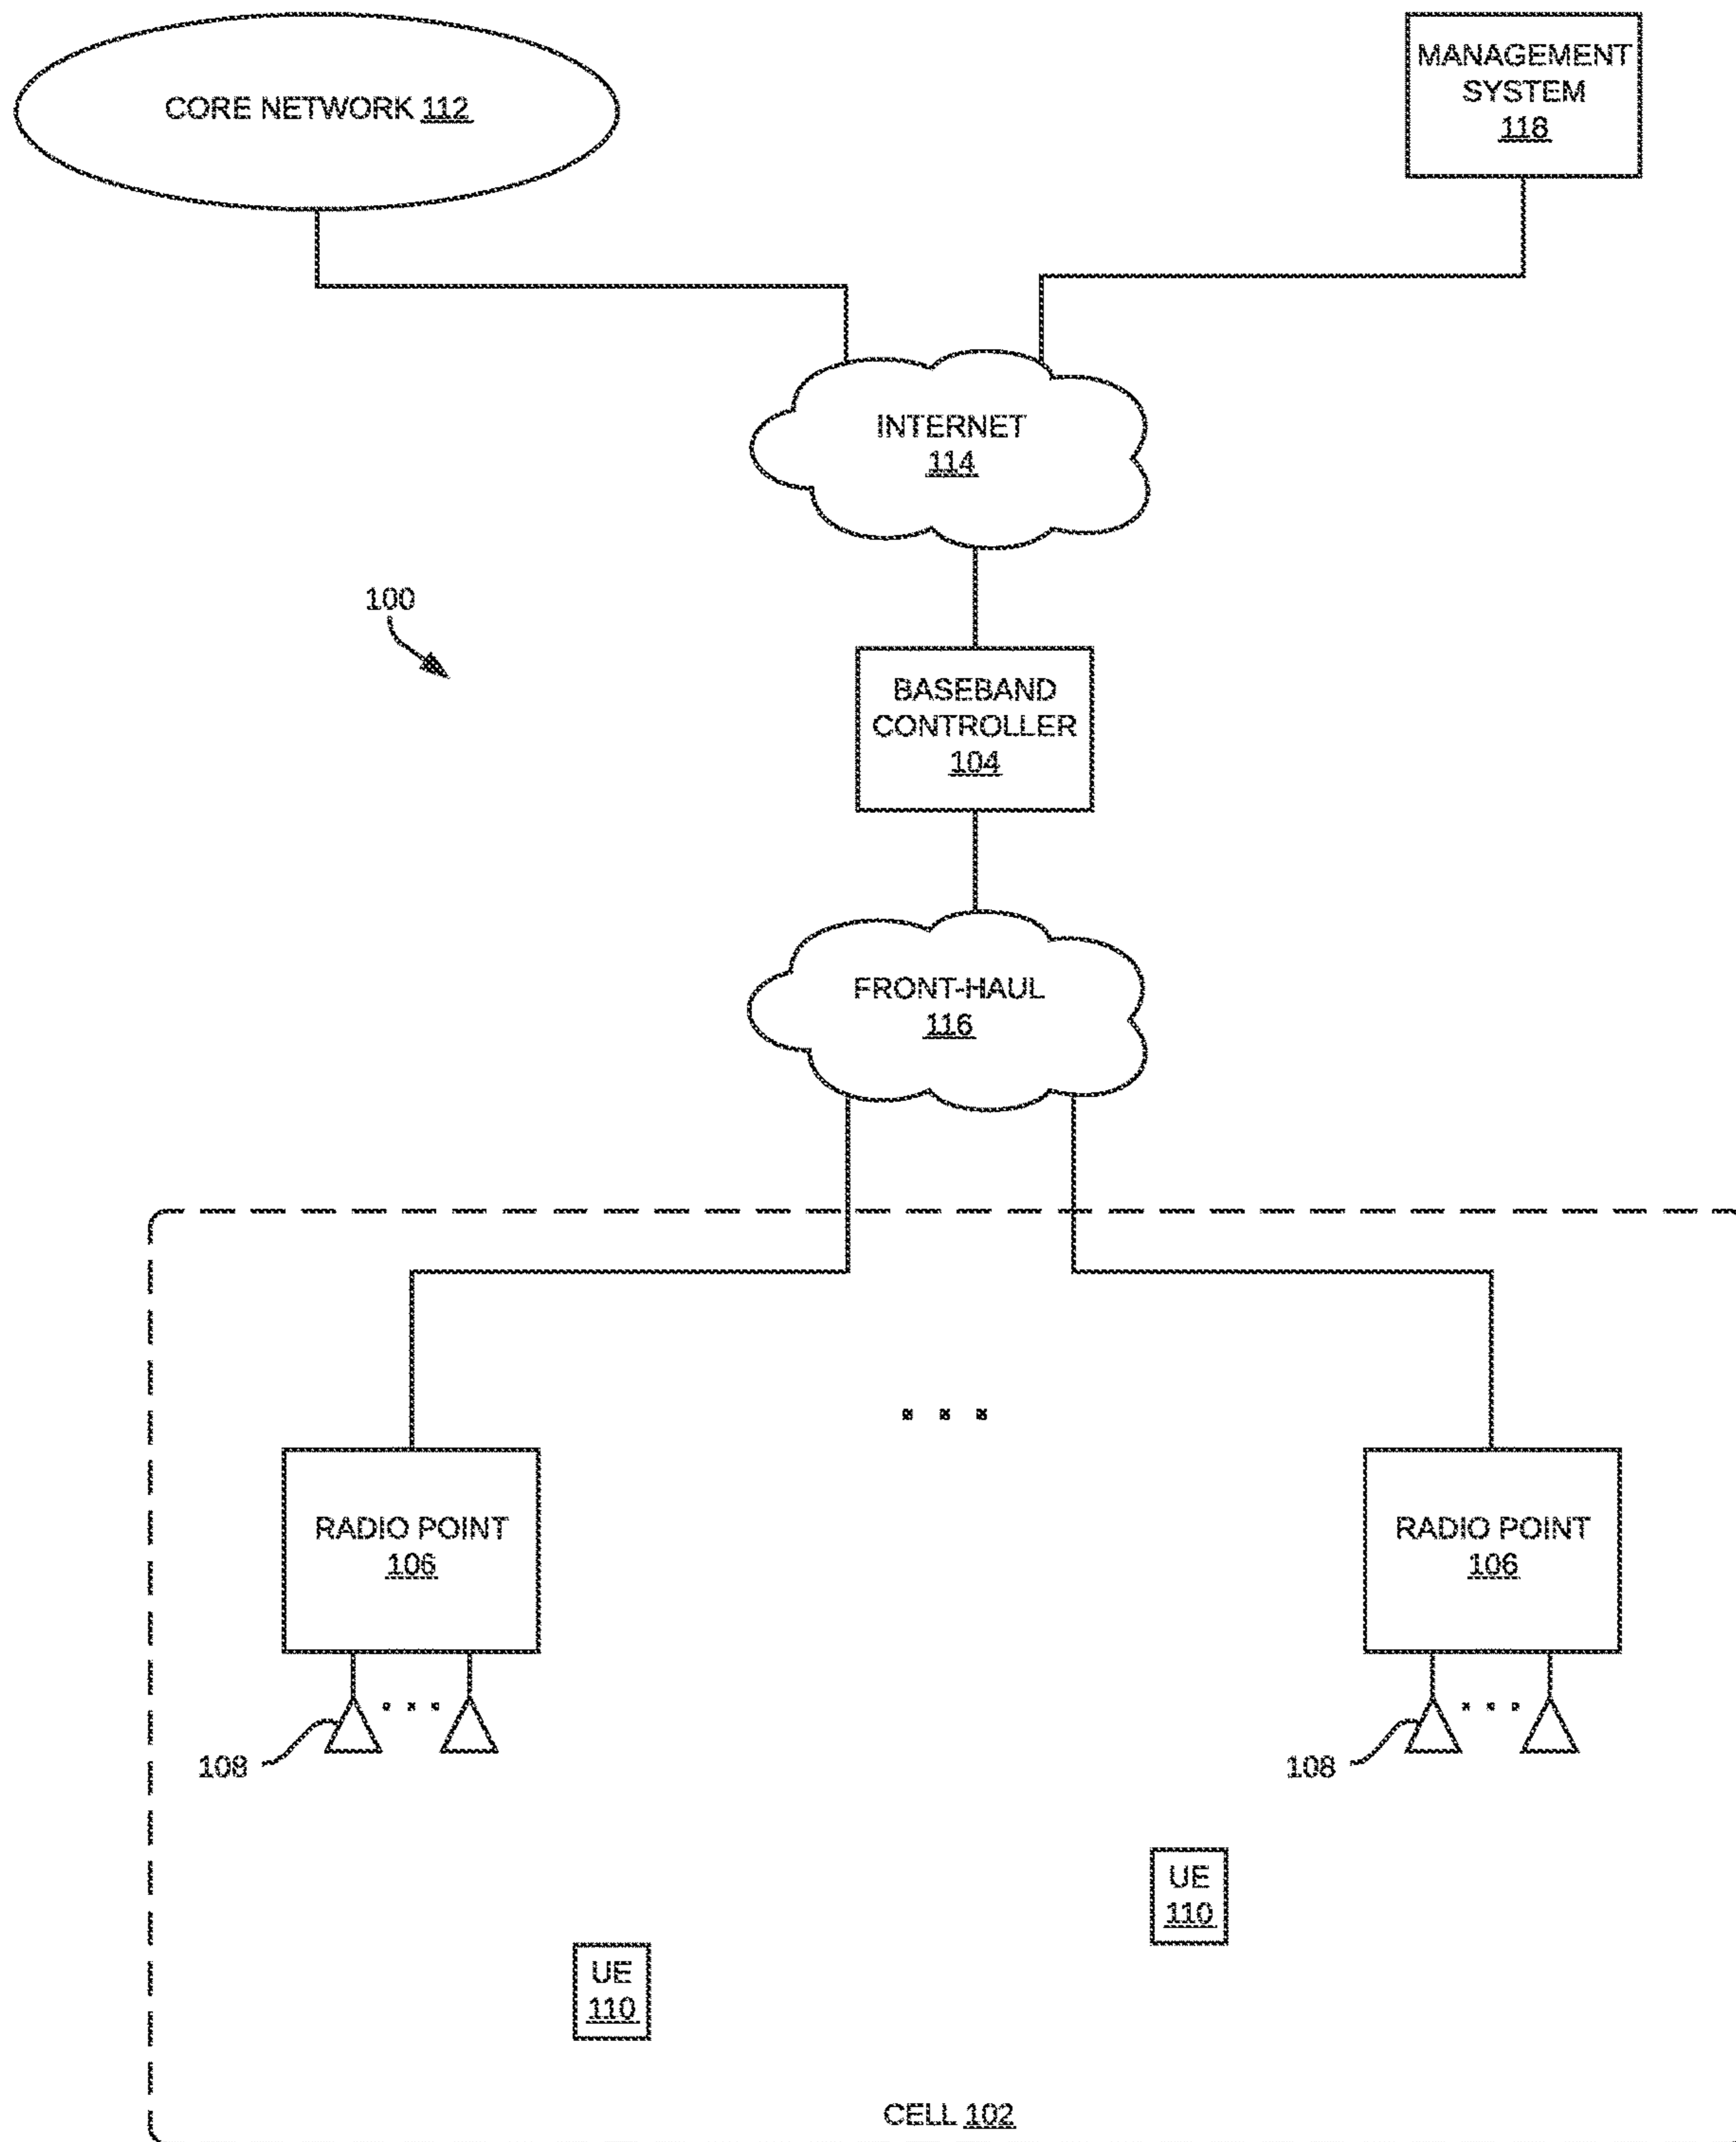 CORE NETWORK 112
MANAGEMENT
SYSTEM
118
INTERNET
114
100
BASEBAND
CONTROLLER
104
FRONT-HAUL
116
RADIO POINT
106
RADIO POINT
106
108
108
UE
110
UE
110
CELL 102